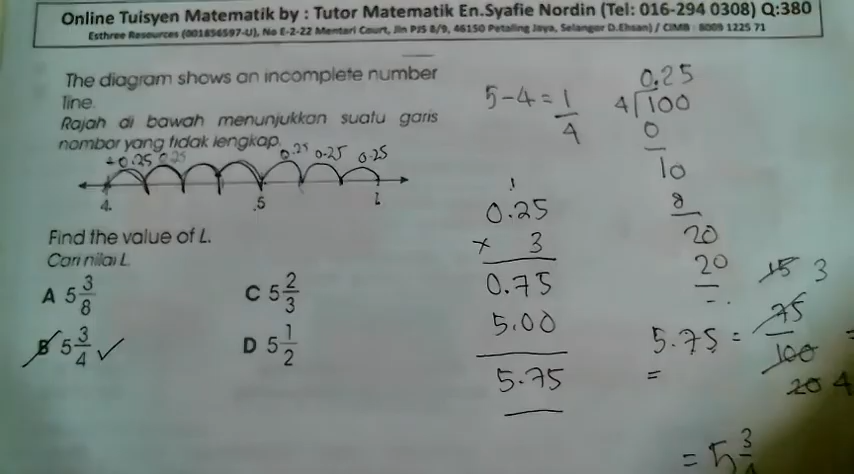 Online Tuisyen Matematik by : Tutor Matematik En.Syafie Nordin (Tel: 016-294 0308) Q:380
Esthree Resources (001856597-U), No E-2-22 Mentari Court, Jln PJS 8/9, 46150 Petaling Jaya, Selangor D.Ehsan) / CIMB : 8009 1225 71
The diagram shows an incomplete number
line.
Rajah di bawah menunjukkan suatu garis
nombor yang tidak lengkap.
+0.25 0.25 0.25 0.25 0.25
4 5 L
Find the value of L.
Cari nilai L.
A 5 3/8
C 5 2/3
B 5 3/4 ✓
D 5 1/2
5-4 = 1/4
0.25
4 100
0
10
8
20
20
0.25
× 3
0.75
5.00
5.75
15 3
5.75 = 75/100
20 4
=
= 5 3/4